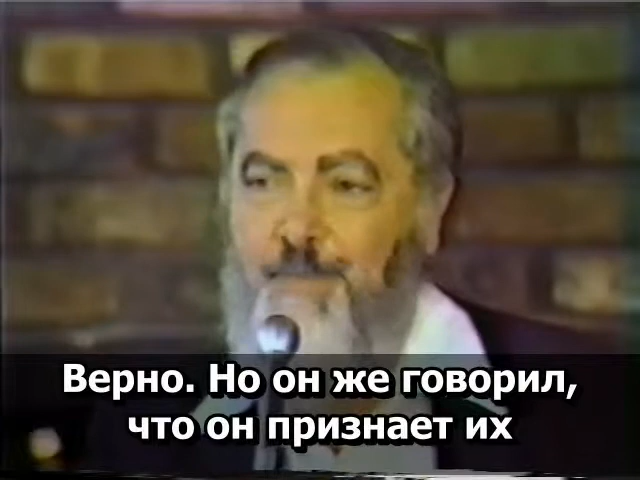 Верно. Но он же говорил,
что он признает их